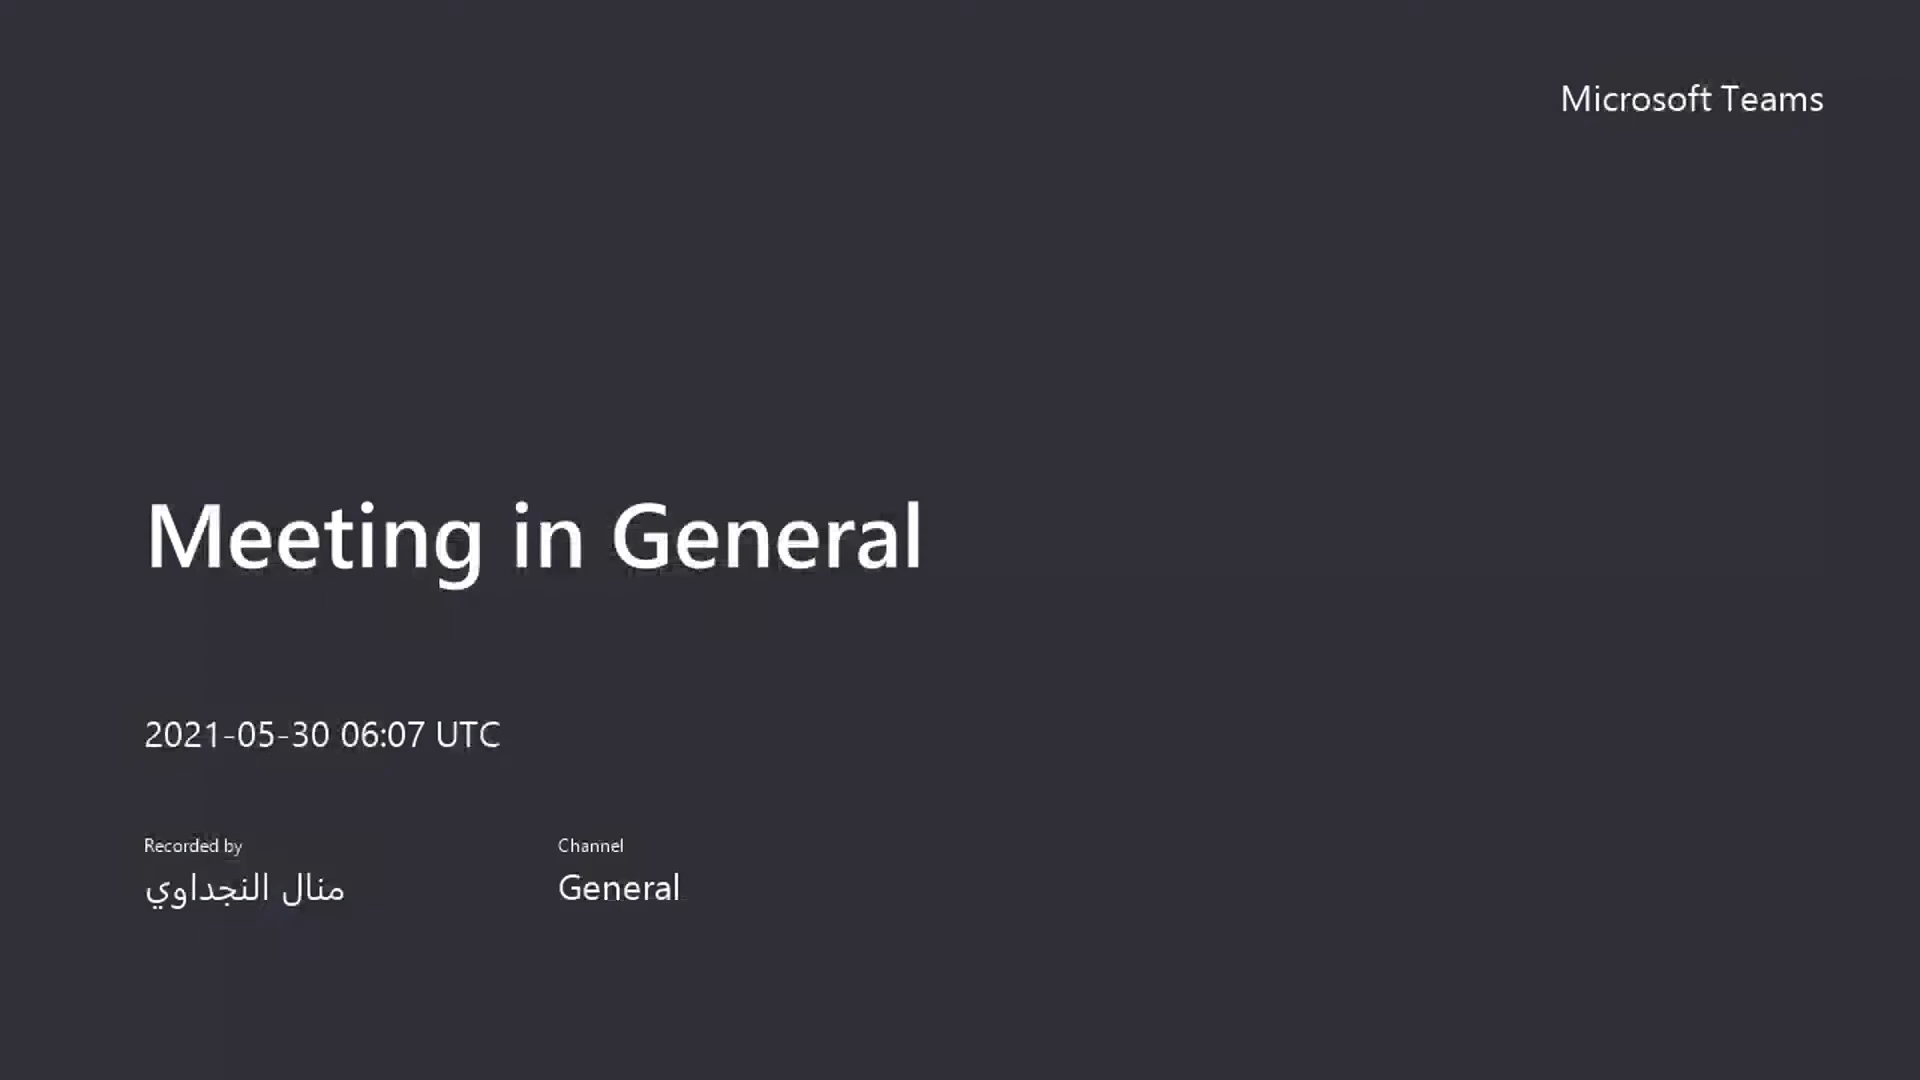 Microsoft Teams
Meeting in General
2021-05-30 06:07 UTC
Recorded by
منال النجداوي
Channel
General